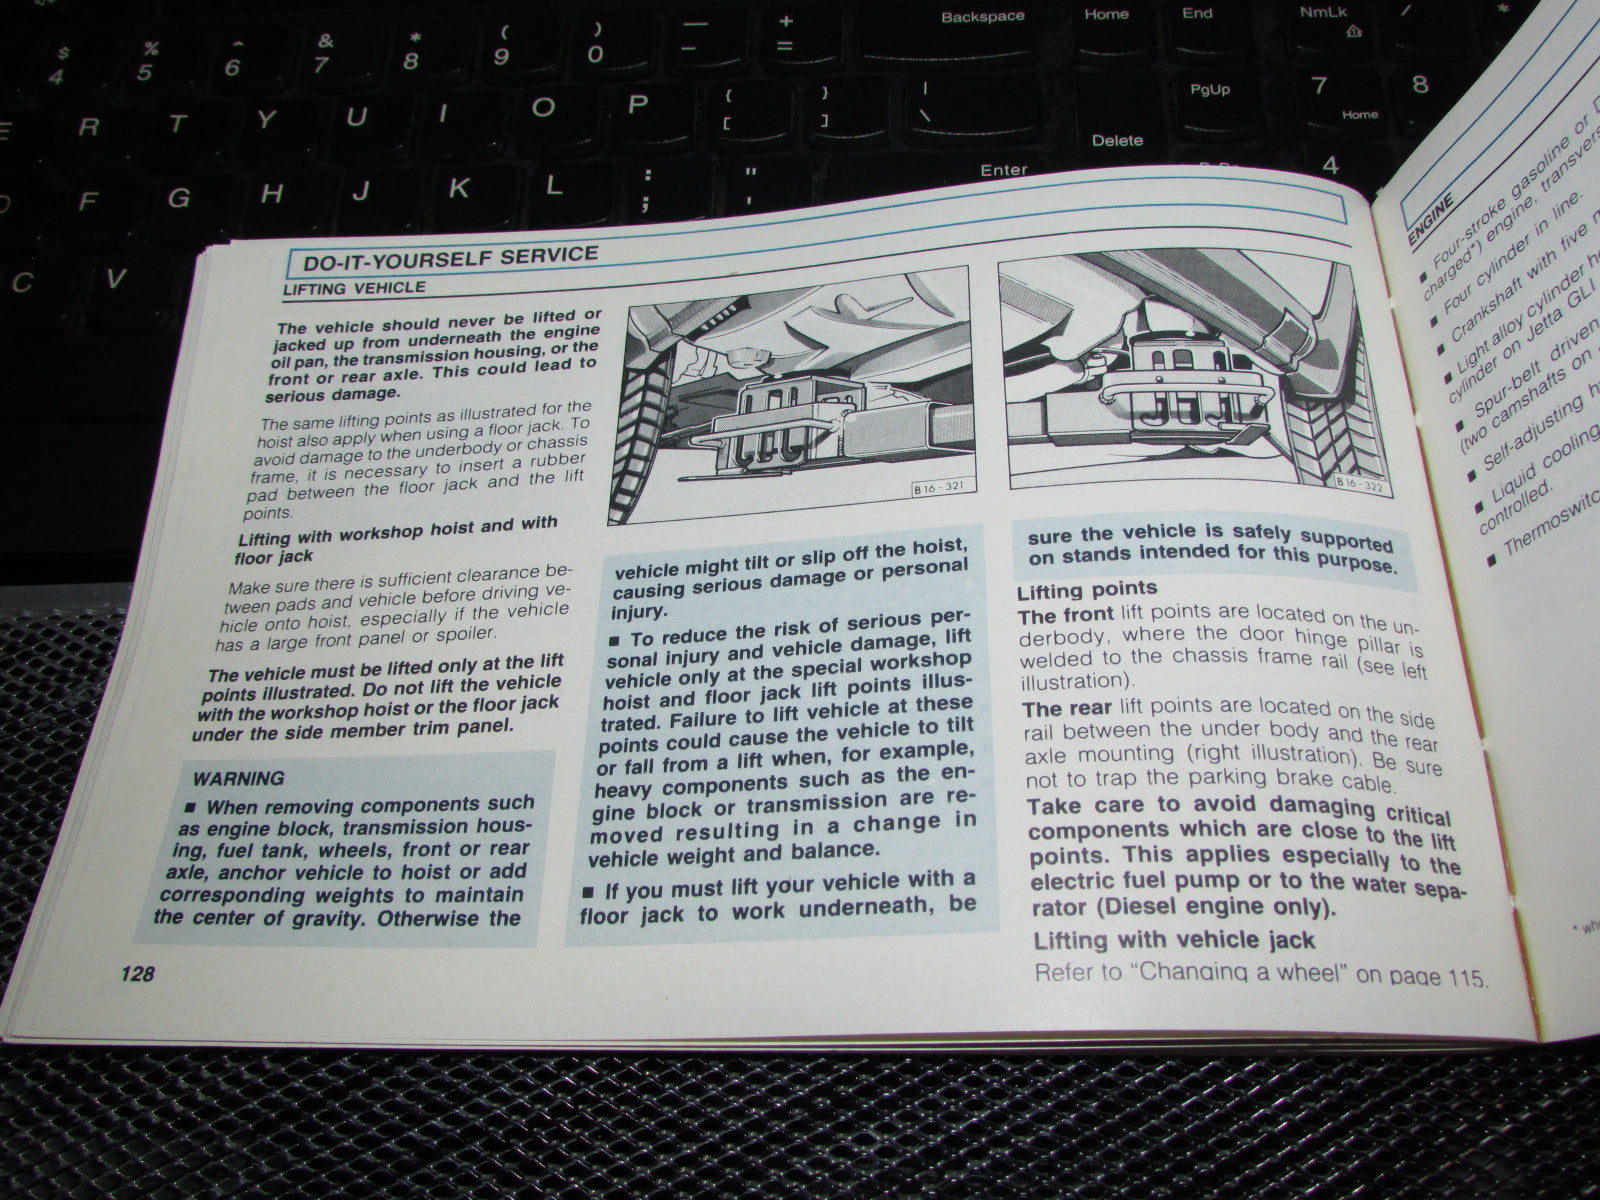 $
4
%
5
^
6
&
7
*
8
(
9
)
0
—
-
+
=
Backspace
Home
End
NmLk
/
*
E
R
T
Y
U
I
O
P
{
[
}
]
|
\
Delete
PgUp
7
Home
8
D
F
G
H
J
K
L
:
;
"
'
Enter
4
C
V
DO-IT-YOURSELF SERVICE
LIFTING VEHICLE
The vehicle should never be lifted or
jacked up from underneath the engine
oil pan, the transmission housing, or the
front or rear axle. This could lead to
serious damage.
The same lifting points as illustrated for the
hoist also apply when using a floor jack. To
avoid damage to the underbody or chassis
frame, it is necessary to insert a rubber
pad between the floor jack and the lift
points.
Lifting with workshop hoist and with
floor jack
Make sure there is sufficient clearance be-
tween pads and vehicle before driving ve-
hicle onto hoist, especially if the vehicle
has a large front panel or spoiler.
The vehicle must be lifted only at the lift
points illustrated. Do not lift the vehicle
with the workshop hoist or the floor jack
under the side member trim panel.
WARNING
■ When removing components such
as engine block, transmission hous-
ing, fuel tank, wheels, front or rear
axle, anchor vehicle to hoist or add
corresponding weights to maintain
the center of gravity. Otherwise the
128
B 16 - 321
vehicle might tilt or slip off the hoist,
causing serious damage or personal
injury.
■ To reduce the risk of serious per-
sonal injury and vehicle damage, lift
vehicle only at the special workshop
hoist and floor jack lift points illus-
trated. Failure to lift vehicle at these
points could cause the vehicle to tilt
or fall from a lift when, for example,
heavy components such as the en-
gine block or transmission are re-
moved resulting in a change in
vehicle weight and balance.
■ If you must lift your vehicle with a
floor jack to work underneath, be
B 16 - 322
sure the vehicle is safely supported
on stands intended for this purpose.
Lifting points
The front lift points are located on the un-
derbody, where the door hinge pillar is
welded to the chassis frame rail (see left
illustration).
The rear lift points are located on the side
rail between the under body and the rear
axle mounting (right illustration). Be sure
not to trap the parking brake cable.
Take care to avoid damaging critical
components which are close to the lift
points. This applies especially to the
electric fuel pump or to the water sepa-
rator (Diesel engine only).
Lifting with vehicle jack
Refer to "Changing a wheel" on page 115.
ENGINE
■ Four-stroke gasoline or
charged*) engine, transvers
■ Four cylinder in line.
■ Crankshaft with five
■ Light alloy cylinder
cylinder on Jetta GLI
■ Spur-belt driven
(two camshafts on
■ Self-adjusting
■ Liquid cooling
controlled.
■ Thermoswitc